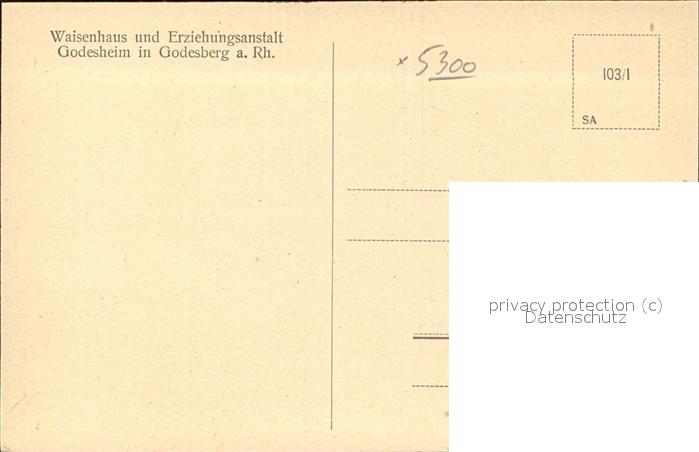 Waisenhaus und Erziehungsanstalt
Godesheim in Godesberg a. Rh.
x 5300
103/1
SA
privacy protection (c)
Datenschutz